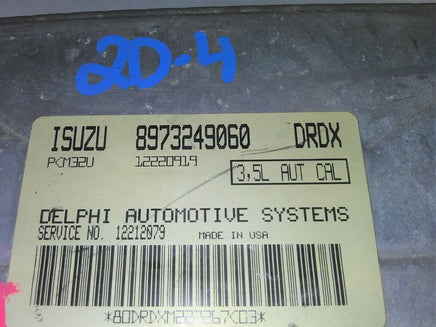 2D-4
ISUZU 8973249060 DRDX
PCM32U 12220919 3,5L AUT CAL
DELPHI AUTOMOTIVE SYSTEMS
SERVICE NO. 12212079 MADE IN USA